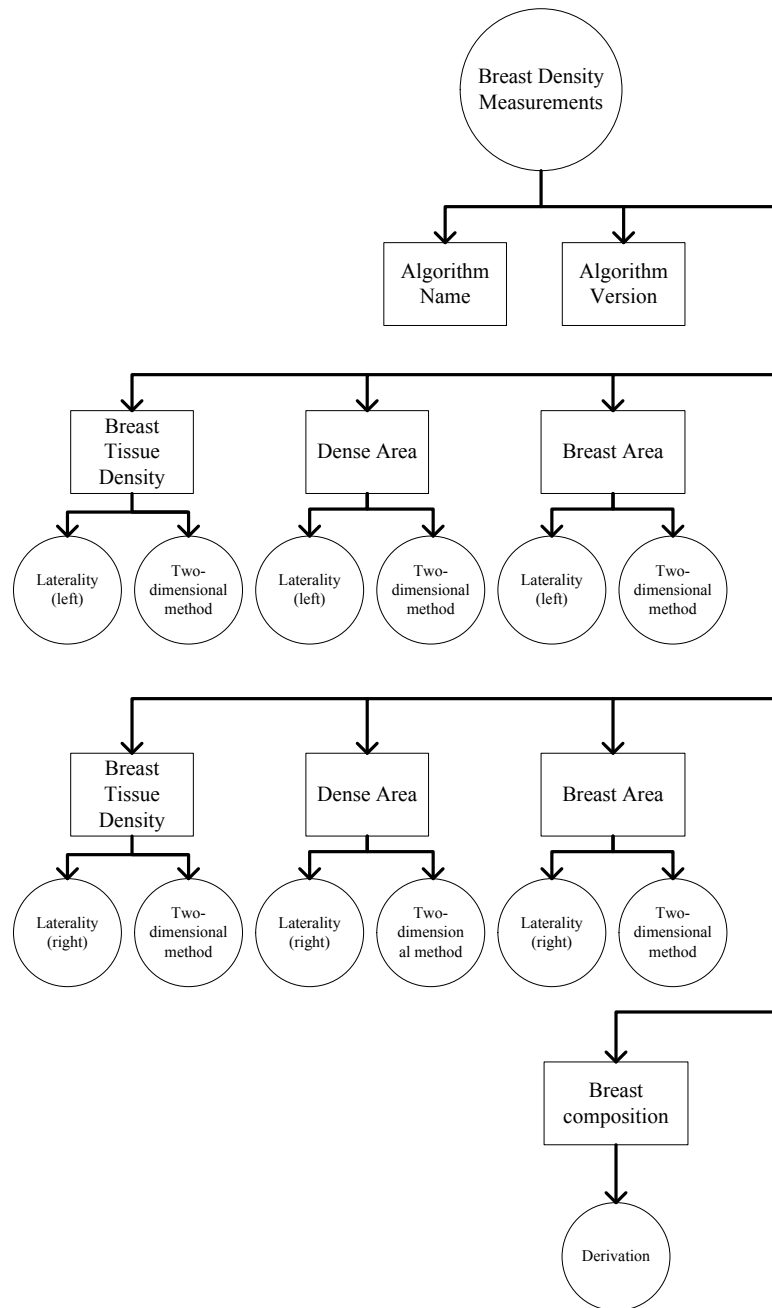 Breast Density
Measurements
Algorithm
Name
Algorithm
Version
Breast
Tissue
Density
Dense Area
Breast Area
Laterality
(left)
Two-
dimensional
method
Laterality
(left)
Two-
dimensional
method
Laterality
(left)
Two-
dimensional
method
Breast
Tissue
Density
Dense Area
Breast Area
Laterality
(right)
Two-
dimensional
method
Laterality
(right)
Two-
dimension
al method
Laterality
(right)
Two-
dimensional
method
Breast
composition
Derivation